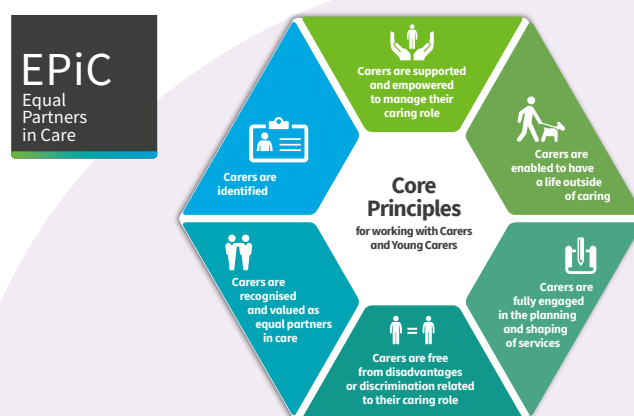 EPiC
Equal
Partners
in Care
Carers are supported
and empowered
to manage their
caring role
Carers are
enabled to have
a life outside
of caring
Carers are
fully engaged
in the planning
and shaping
of services
Carers are free
from disadvantages
or discrimination related
to their caring role
Carers are
recognised
and valued as
equal partners
in care
Carers are
identified
Core
Principles
for working with Carers
and Young Carers